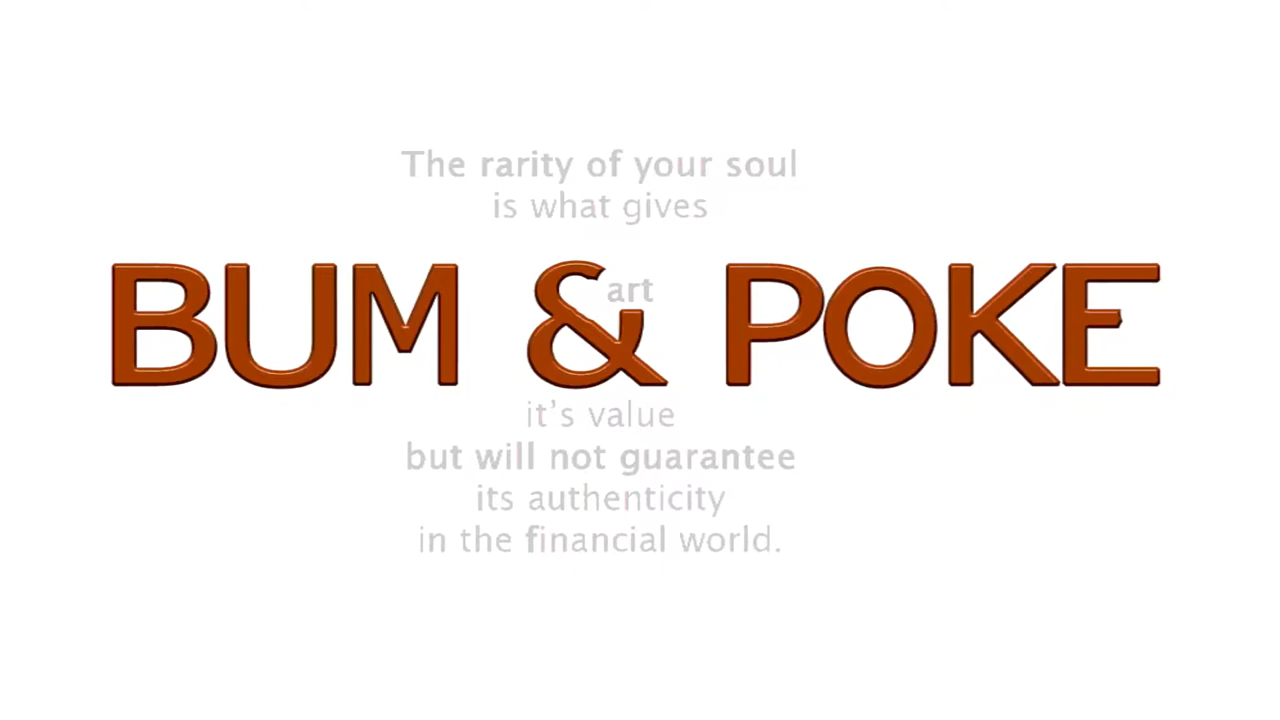 The rarity of your soul
is what gives
art
BUM & POKE
it’s value
but will not guarantee
its authenticity
in the financial world.